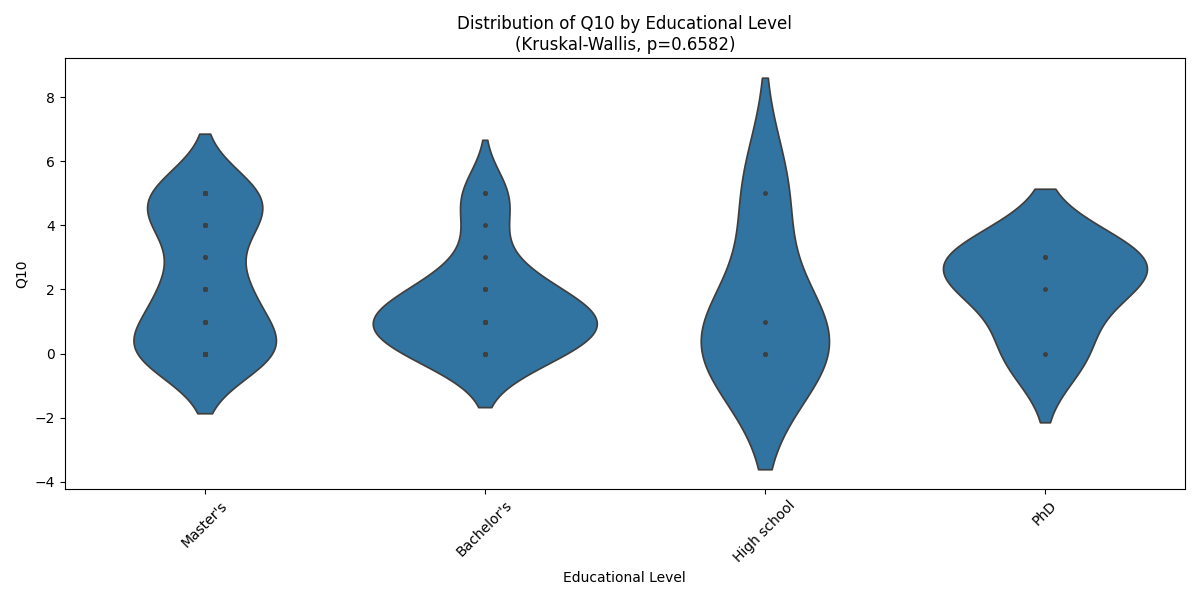 Distribution of Q10 by Educational Level
(Kruskal-Wallis, p=0.6582)
8
6
4
2
0
−2
−4
Q10
Master's
Bachelor's
High school
PhD
Educational Level